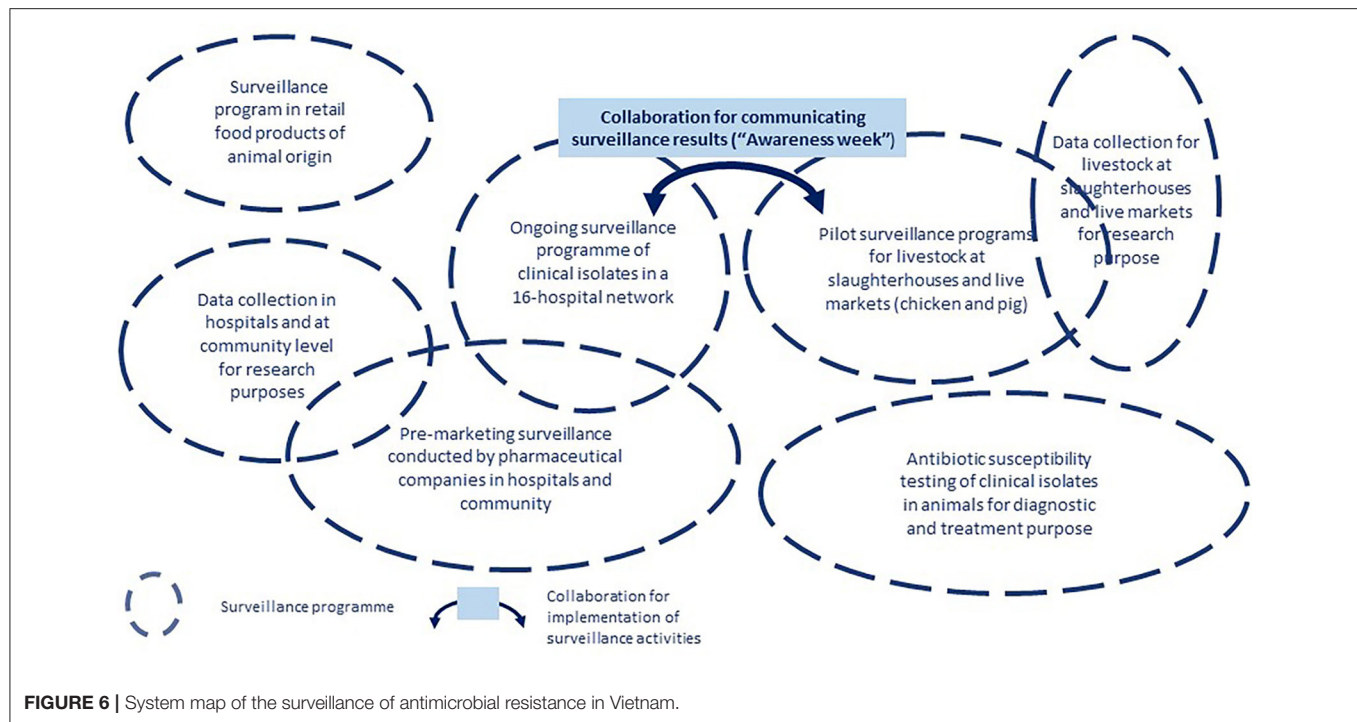 Surveillance
program in retail
food products of
animal origin
Collaboration for communicating
surveillance results (“Awareness week”)
Data collection for
livestock at
slaughterhouses
and live markets
for research
purpose
Ongoing surveillance
programme of
clinical isolates in a
16-hospital network
Pilot surveillance programs
for livestock at
slaughterhouses and live
markets (chicken and pig)
Data collection in
hospitals and at
community level
for research
purposes
Pre-marketing surveillance
conducted by pharmaceutical
companies in hospitals and
community
Antibiotic susceptibility
testing of clinical isolates
in animals for diagnostic
and treatment purpose
Surveillance programme
Collaboration for
implementation of
surveillance activities
FIGURE 6 | System map of the surveillance of antimicrobial resistance in Vietnam.